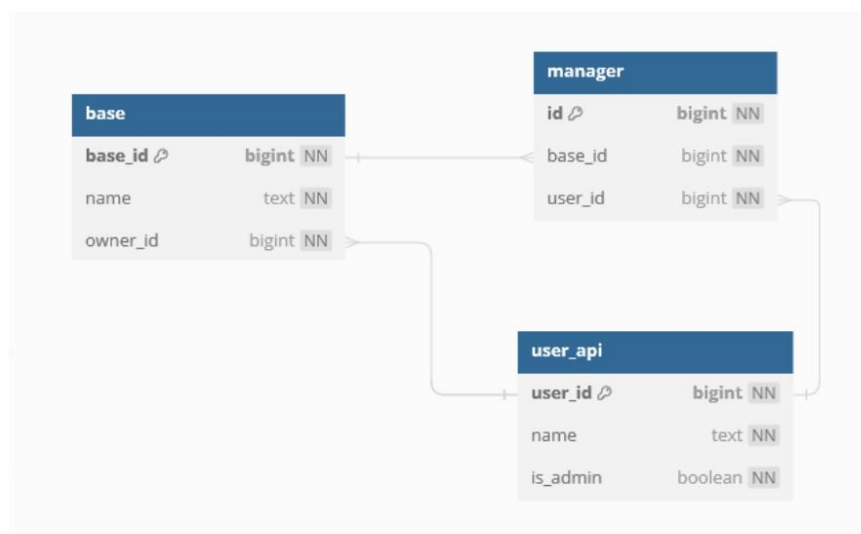 base
base_id bigint NN
name text NN
owner_id bigint NN
manager
id bigint NN
base_id bigint NN
user_id bigint NN
user_api
user_id bigint NN
name text NN
is_admin boolean NN